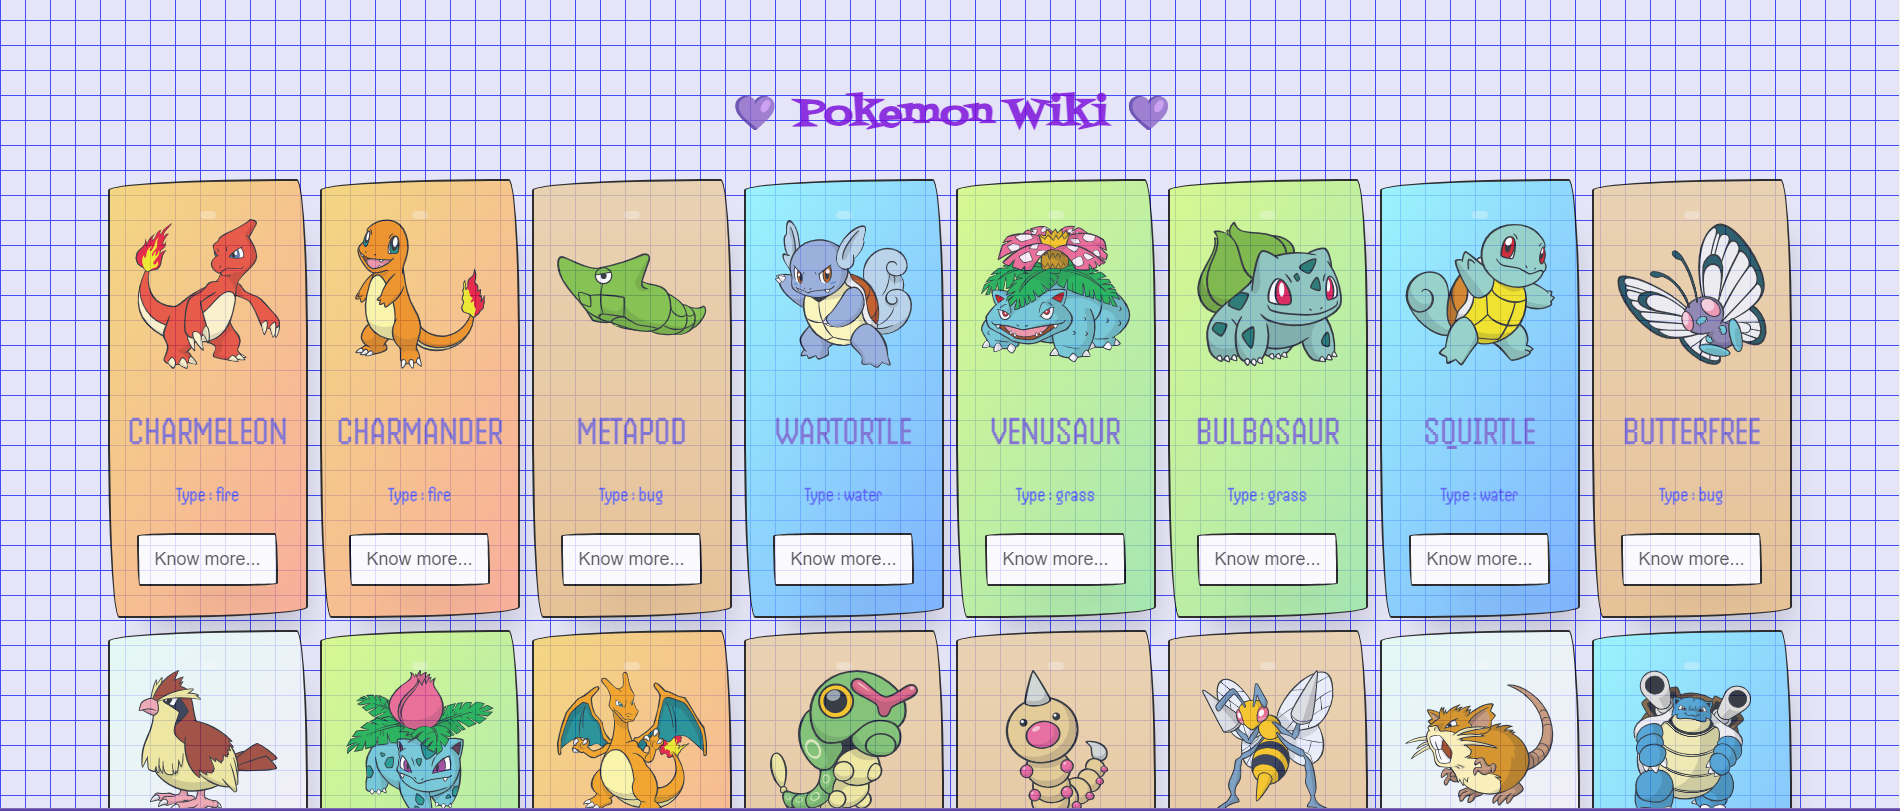 💜 Pokemon Wiki 💜
CHARMELEON
Type : fire
Know more...
CHARMANDER
Type : fire
Know more...
METAPOD
Type : bug
Know more...
WARTORTLE
Type : water
Know more...
VENUSAUR
Type : grass
Know more...
BULBASAUR
Type : grass
Know more...
SQUIRTLE
Type : water
Know more...
BUTTERFREE
Type : bug
Know more...